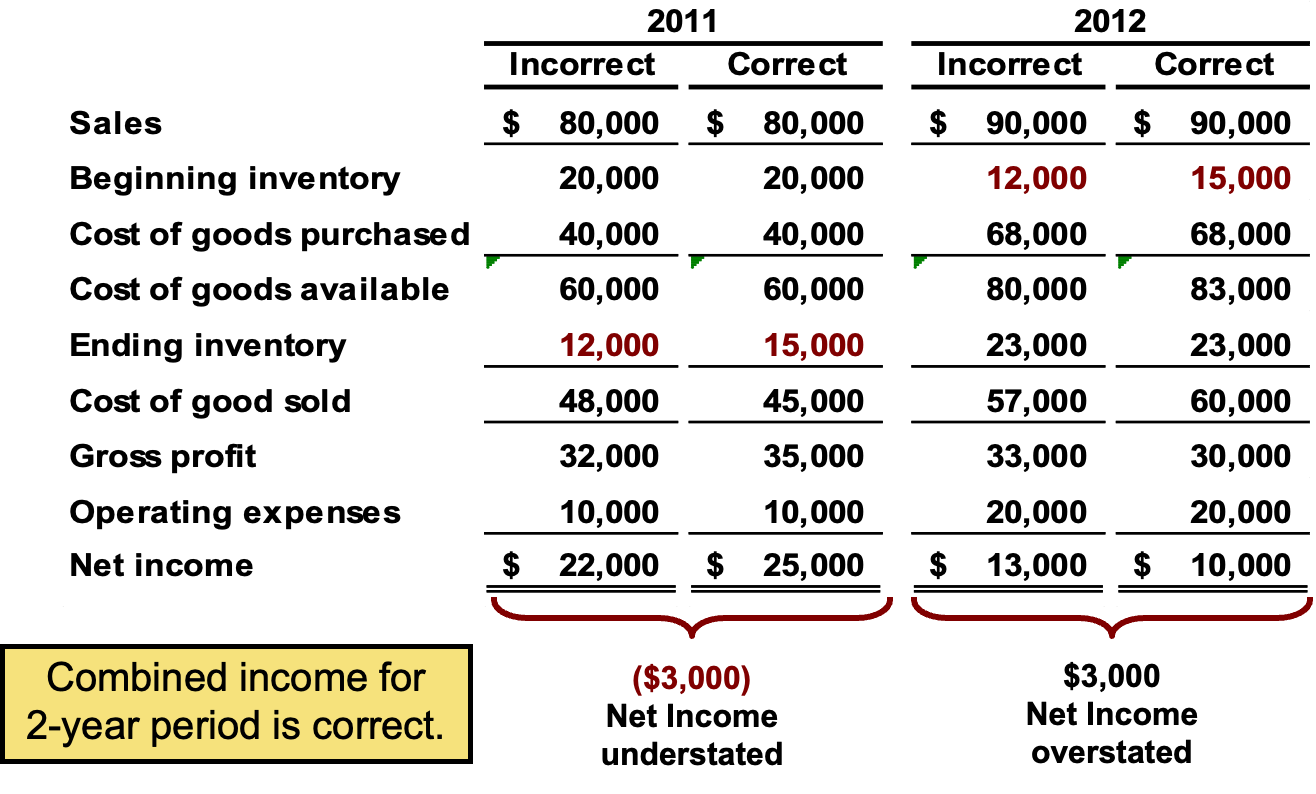 2011 2012
Incorrect Correct Incorrect Correct
Sales $ 80,000 $ 80,000 $ 90,000 $ 90,000
Beginning inventory 20,000 20,000 12,000 15,000
Cost of goods purchased 40,000 40,000 68,000 68,000
Cost of goods available 60,000 60,000 80,000 83,000
Ending inventory 12,000 15,000 23,000 23,000
Cost of good sold 48,000 45,000 57,000 60,000
Gross profit 32,000 35,000 33,000 30,000
Operating expenses 10,000 10,000 20,000 20,000
Net income $ 22,000 $ 25,000 $ 13,000 $ 10,000
Combined income for
2-year period is correct.
($3,000)
Net Income
understated
$3,000
Net Income
overstated